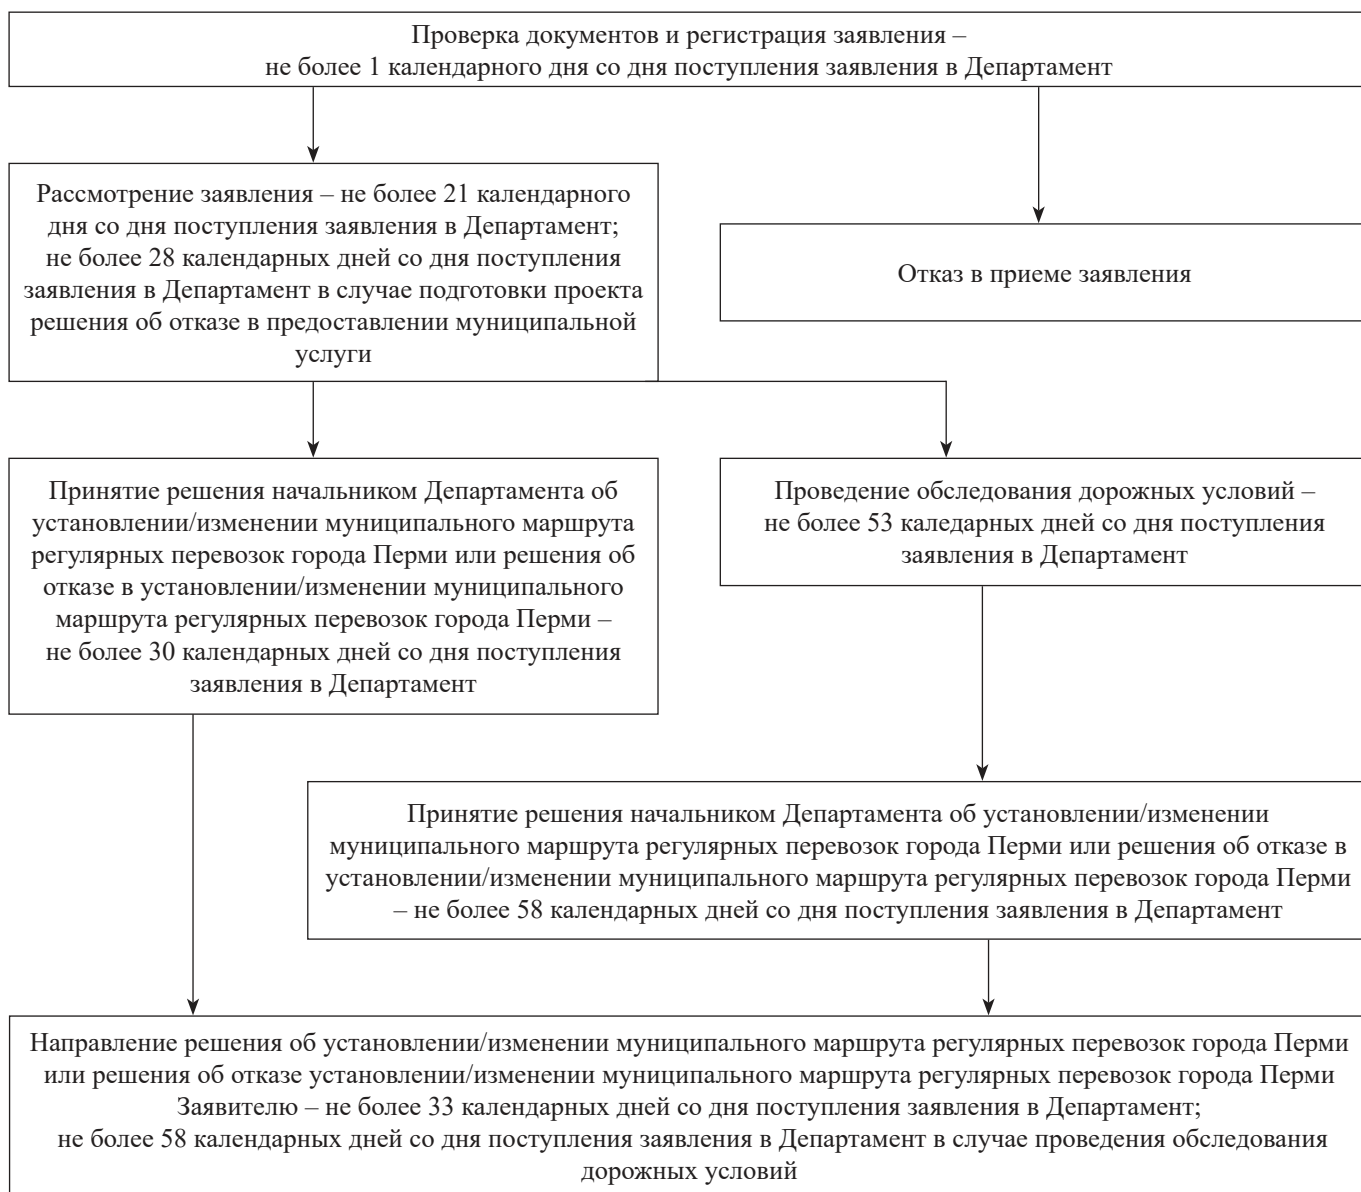 Проверка документов и регистрация заявления –
не более 1 календарного дня со дня поступления заявления в Департамент
Рассмотрение заявления – не более 21 календарного
дня со дня поступления заявления в Департамент;
не более 28 календарных дней со дня поступления
заявления в Департамент в случае подготовки проекта
решения об отказе в предоставлении муниципальной
услуги
Отказ в приеме заявления
Принятие решения начальником Департамента об
установлении/изменении муниципального маршрута
регулярных перевозок города Перми или решения об
отказе в установлении/изменении муниципального
маршрута регулярных перевозок города Перми –
не более 30 календарных дней со дня поступления
заявления в Департамент
Проведение обследования дорожных условий –
не более 53 каледарных дней со дня поступления
заявления в Департамент
Принятие решения начальником Департамента об установлении/изменении
муниципального маршрута регулярных перевозок города Перми или решения об отказе в
установлении/изменении муниципального маршрута регулярных перевозок города Перми
– не более 58 календарных дней со дня поступления заявления в Департамент
Направление решения об установлении/изменении муниципального маршрута регулярных перевозок города Перми
или решения об отказе установлении/изменении муниципального маршрута регулярных перевозок города Перми
Заявителю – не более 33 календарных дней со дня поступления заявления в Департамент;
не более 58 календарных дней со дня поступления заявления в Департамент в случае проведения обследования
дорожных условий